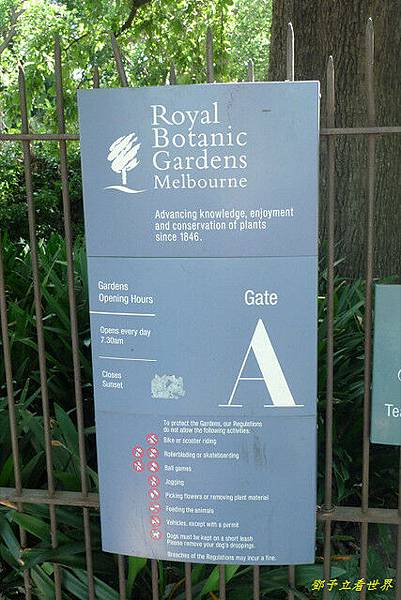 Royal
Botanic
Gardens
Melbourne
Advancing knowledge, enjoyment
and conservation of plants
since 1846.
Gardens
Opening Hours
Opens every day
7.30am
Closes
Sunset
Gate
A
To protect the Gardens, our Regulations
do not allow the following activities:
Bike or scooter riding
Rollerblading or skateboarding
Ball games
Jogging
Picking flowers or removing plant material
Feeding the animals
Vehicles, except with a permit
Dogs must be kept on a short leash
Please remove your dog's droppings.
Breaches of the Regulations may incur a fine.
Tea
鄧子立看世界